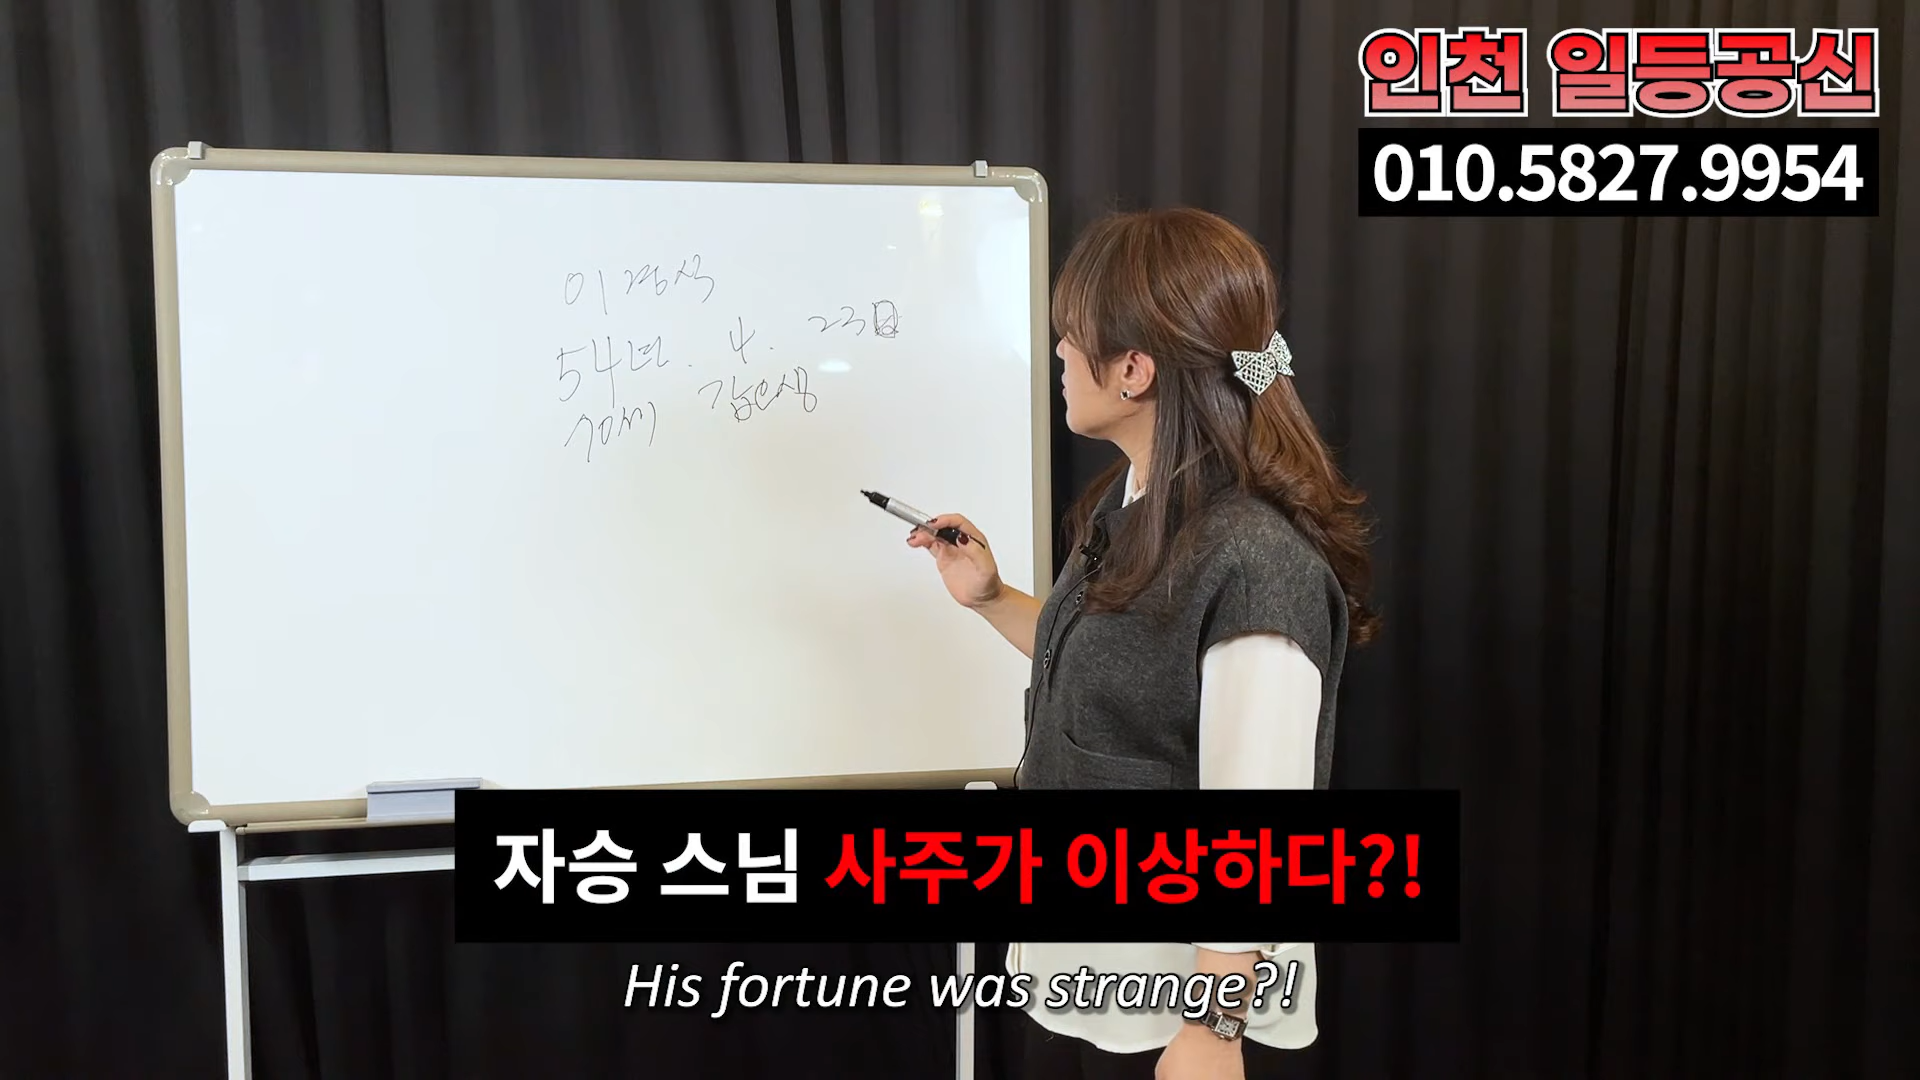 인천 일등공신
010.5827.9954
이경식
54년. 4. 23일
70세 갑오생
자승 스님 사주가 이상하다?!
His fortune was strange?!